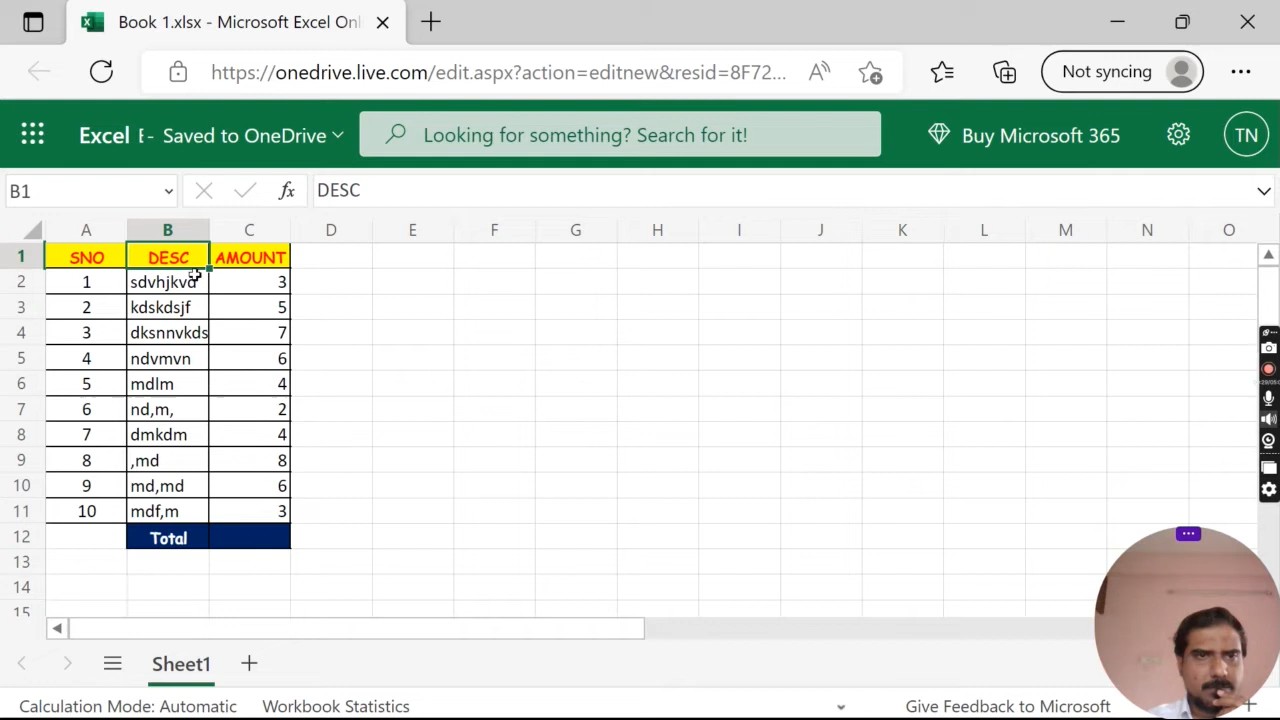 Book 1.xlsx - Microsoft Excel Onl
https://onedrive.live.com/edit.aspx?action=editnew&resid=8F72...
Not syncing
Excel
- Saved to OneDrive
Looking for something? Search for it!
Buy Microsoft 365
TN
B1
fx
DESC
A B C D E F G H I J K L M N O
1 SNO DESC AMOUNT
2 1 sdvhjkvd 3
3 2 kdskdsjf 5
4 3 dksnnvkds 7
5 4 ndvmvn 6
6 5 mdlm 4
7 6 nd,m, 2
8 7 dmkdm 4
9 8 ,md 8
10 9 md,md 6
11 10 mdf,m 3
12 Total
13
14
15
Sheet1
Calculation Mode: Automatic Workbook Statistics
Give Feedback to Microsoft